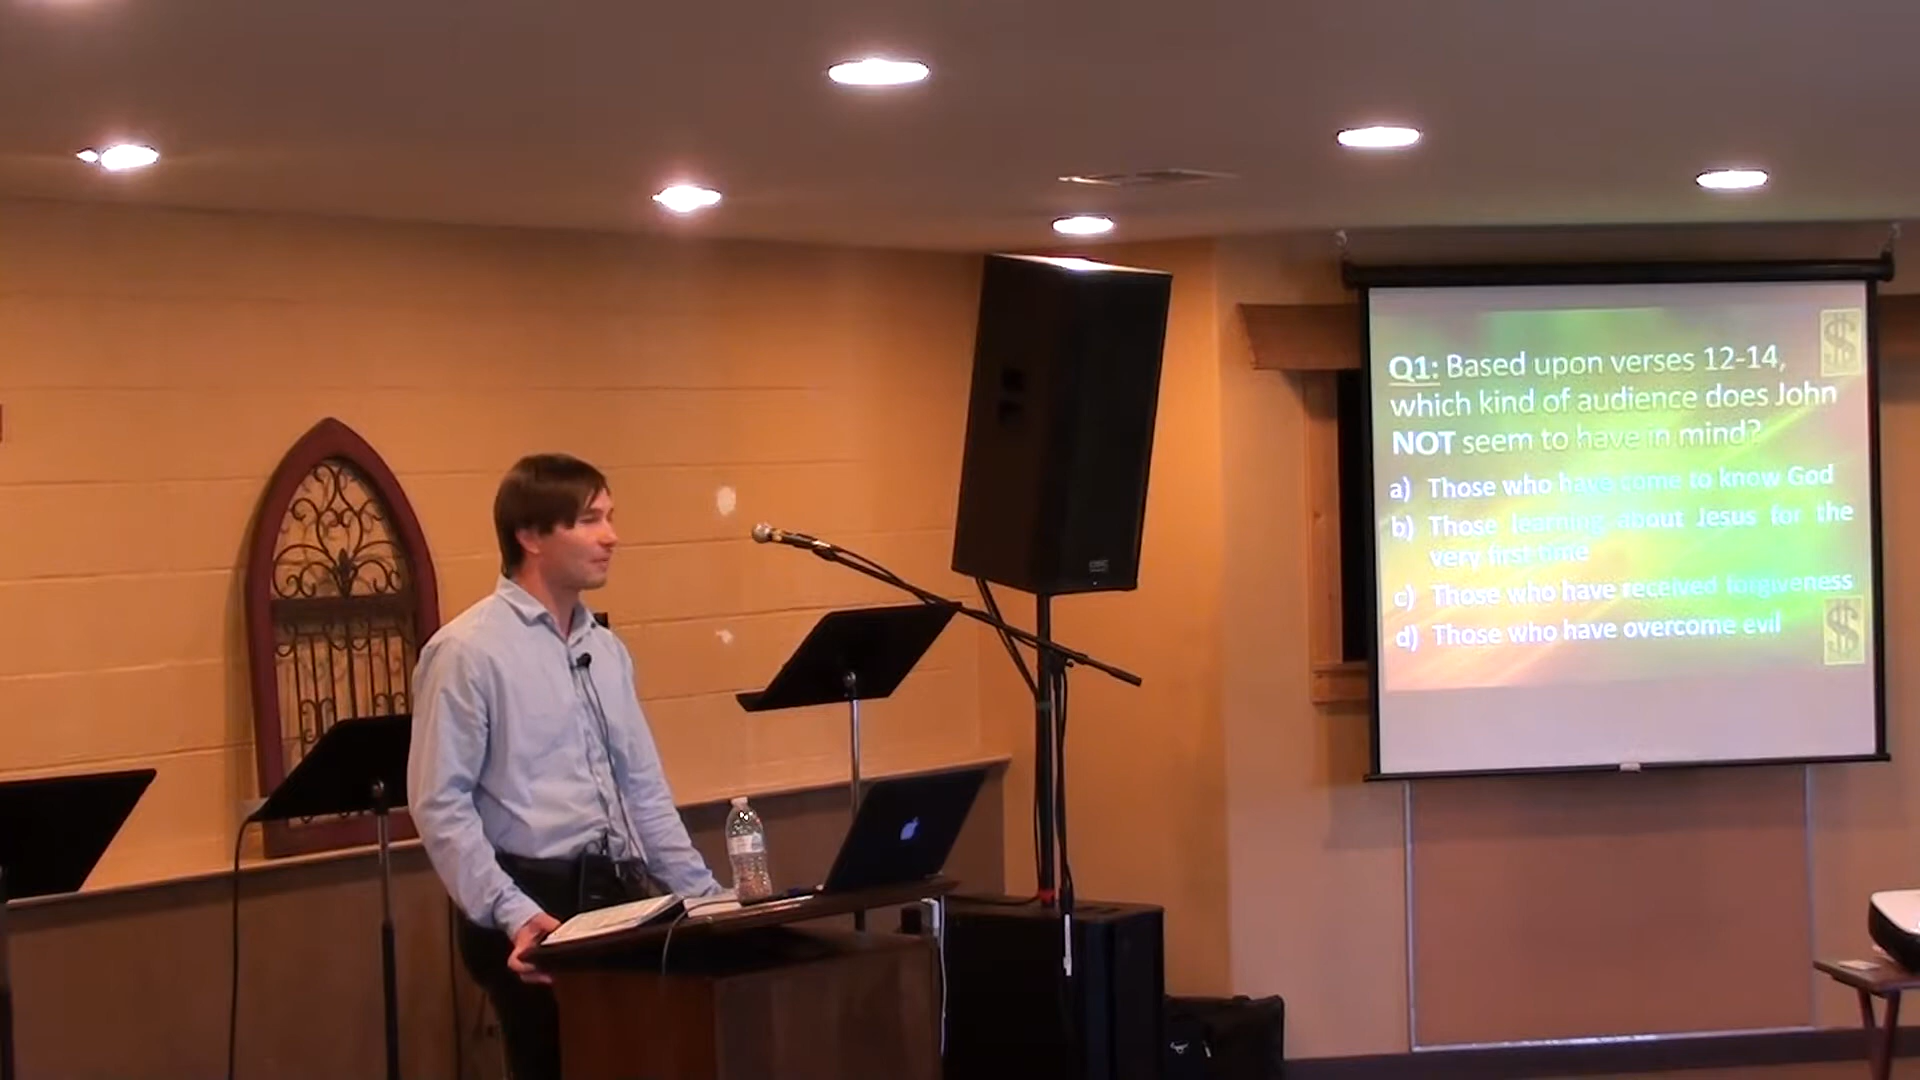 Q1: Based upon verses 12-14,
which kind of audience does John
NOT seem to have in mind?
a) Those who have come to know God
b) Those learning about Jesus for the
very first time
c) Those who have received forgiveness
d) Those who have overcome evil
$
$